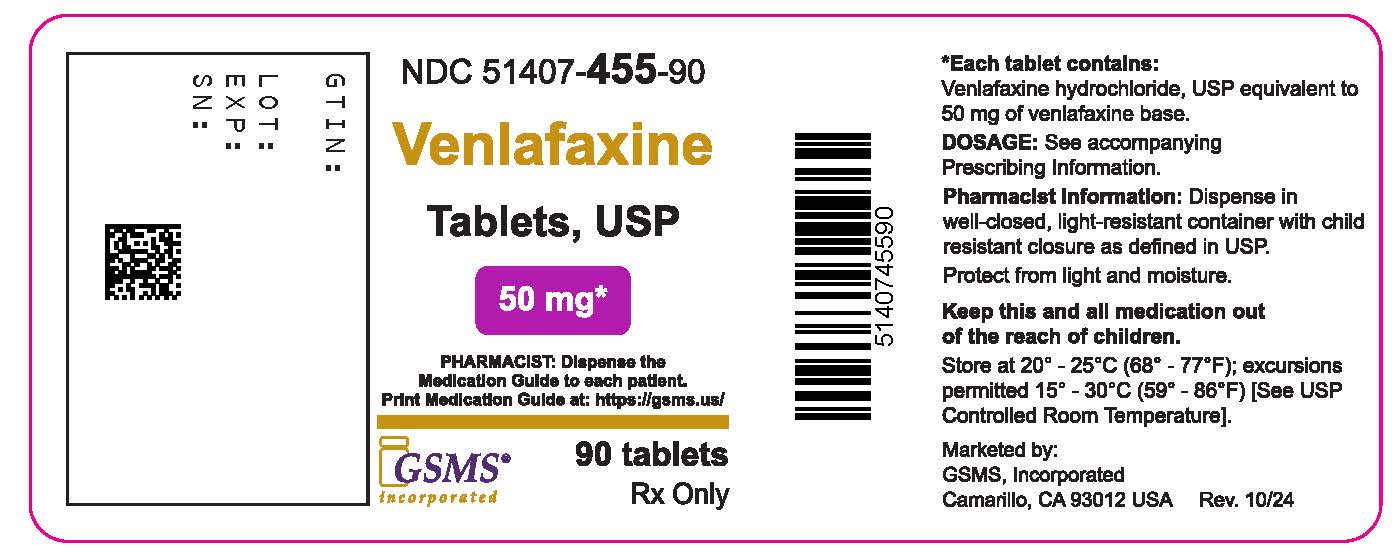 GTIN:
LOT:
EXP:
SN:
NDC 51407-455-90
Venlafaxine
Tablets, USP
50 mg*
PHARMACIST: Dispense the
Medication Guide to each patient.
Print Medication Guide at: https://gsms.us/
GSMS®
incorporated
90 tablets
Rx Only
51407455590
*Each tablet contains:
Venlafaxine hydrochloride, USP equivalent to
50 mg of venlafaxine base.
DOSAGE: See accompanying
Prescribing Information.
Pharmacist Information: Dispense in
well-closed, light-resistant container with child
resistant closure as defined in USP.
Protect from light and moisture.
Keep this and all medication out
of the reach of children.
Store at 20° - 25°C (68° - 77°F); excursions
permitted 15° - 30°C (59° - 86°F) [See USP
Controlled Room Temperature].
Marketed by:
GSMS, Incorporated
Camarillo, CA 93012 USA Rev. 10/24